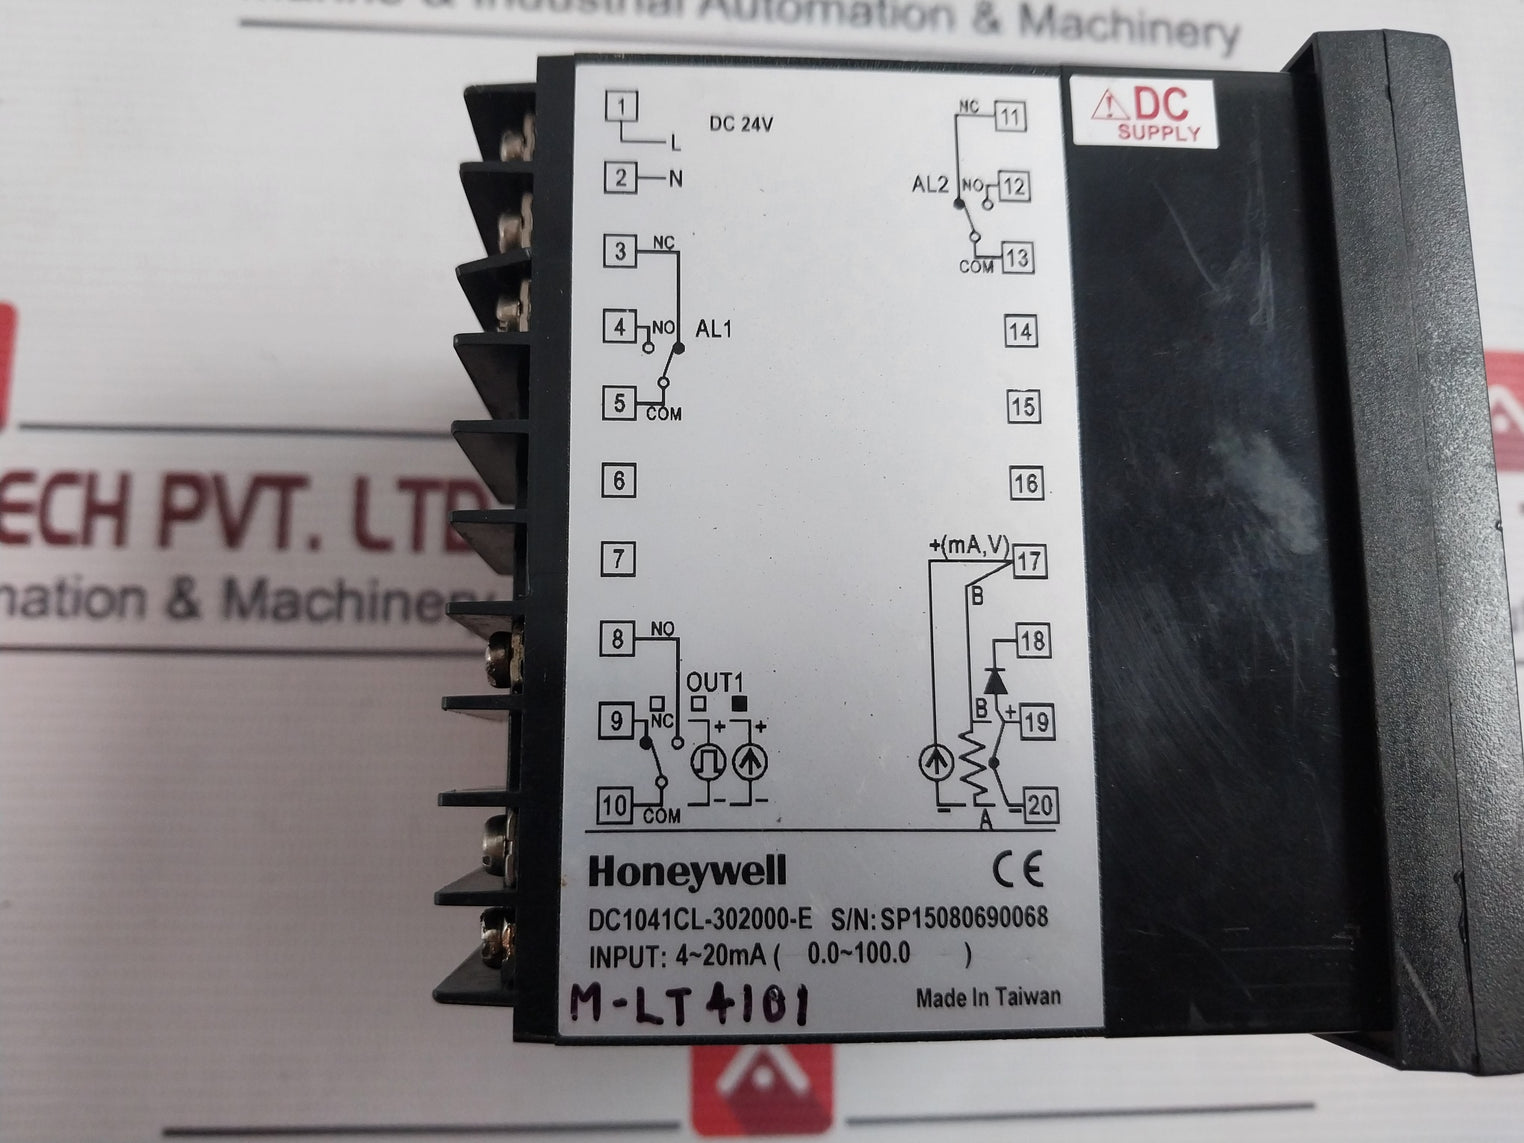 & Industrial Automation & Machinery
ECH PVT. LTD
mation & Machinery
DC SUPPLY
1 L
DC 24V
2 N
3 NC
4 NO AL1
5 COM
6
7
8 NO
OUT1
9 NC + +
10 COM - -
NC 11
AL2 NO 12
COM 13
14
15
16
+(mA,V) 17
B
18
B + 19
- A - 20
Honeywell CE
DC1041CL-302000-E S/N: SP15080690068
INPUT: 4~20mA ( 0.0~100.0 )
M-LT4101 Made In Taiwan